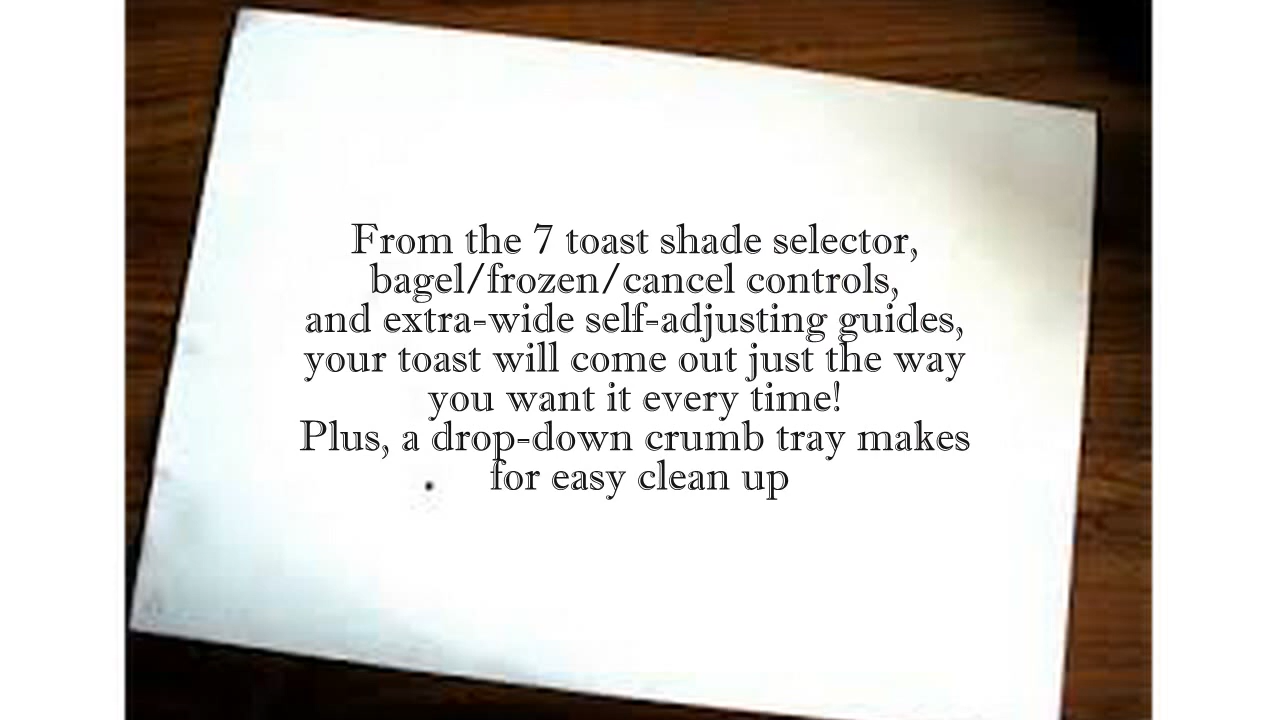 From the 7 toast shade selector,
bagel/frozen/cancel controls,
and extra-wide self-adjusting guides,
your toast will come out just the way
you want it every time!
Plus, a drop-down crumb tray makes
for easy clean up